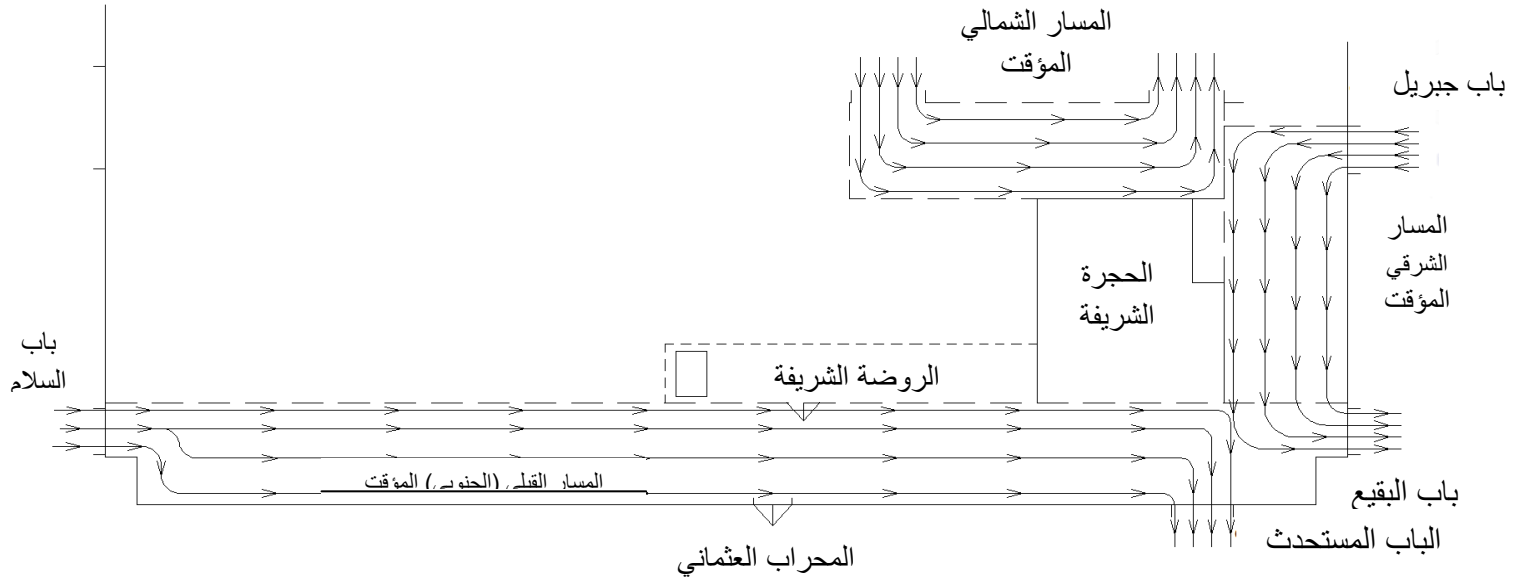 المسار الشمالي
المؤقت
باب جبريل
المسار
الشرقي
المؤقت
الحجرة
الشريفة
باب
السلام
الروضة الشريفة
المسار القبلي (الجنوبي) المؤقت
باب البقيع
الباب المستحدث
المحراب العثماني